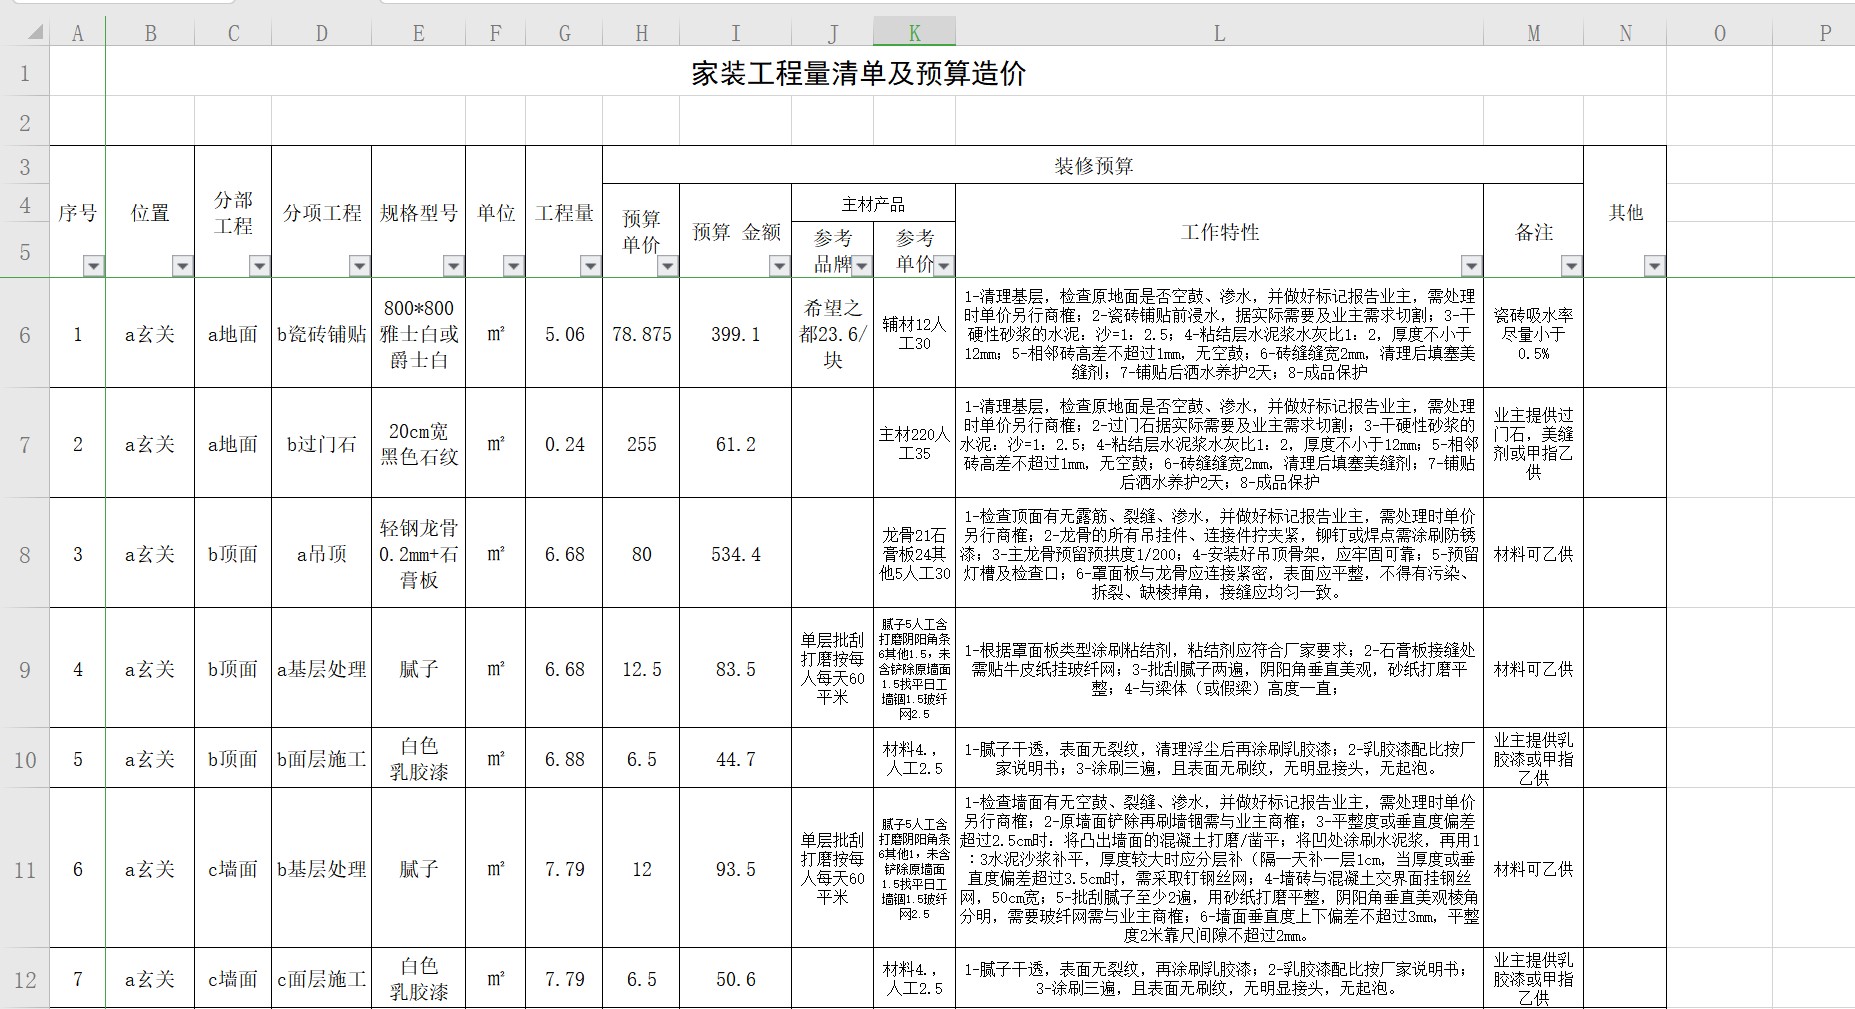 A B C D E F G H I J K L M N O P
1 家装工程量清单及预算造价
2
3 装修预算
4 序号 位置 分部 工程 分项工程 规格型号 单位 工程量 预算 单价 预算 金额 主材产品 工作特性 备注 其他
5 参考 品牌 参考 单价
6 1 a玄关 a地面 b瓷砖铺贴
800*800
雅士白或
爵士白
㎡ 5.06 78.875 399.1
希望之
都23.6/
块
辅材12人
工30
1-清理基层，检查原地面是否空鼓、渗水，并做好标记报告业主，需处理
时单价另行商榷；2-瓷砖铺贴前浸水，据实际需要及业主需求切割；3-干
硬性砂浆的水泥：沙=1：2.5；4-粘结层水泥浆水灰比1：2，厚度不小于
12mm；5-相邻砖高差不超过1mm，无空鼓；6-砖缝缝宽2mm，清理后填塞美
缝剂；7-铺贴后洒水养护2天；8-成品保护
瓷砖吸水率
尽量小于
0.5%
7 2 a玄关 a地面 b过门石
20cm宽
黑色石纹
㎡ 0.24 255 61.2
主材220人
工35
1-清理基层，检查原地面是否空鼓、渗水，并做好标记报告业主，需处理
时单价另行商榷；2-过门石据实际需要及业主需求切割；3-干硬性砂浆的
水泥：沙=1：2.5；4-粘结层水泥浆水灰比1：2，厚度不小于12mm；5-相邻
砖高差不超过1mm，无空鼓；6-砖缝缝宽2mm，清理后填塞美缝剂；7-铺贴
后洒水养护2天；8-成品保护
业主提供过
门石，美缝
剂或甲指乙
供
8 3 a玄关 b顶面 a吊顶
轻钢龙骨
0.2mm+石
膏板
㎡ 6.68 80 534.4
龙骨21石
膏板24其
他5人工30
1-检查顶面有无露筋、裂缝、渗水，并做好标记报告业主，需处理时单价
另行商榷；2-龙骨的所有吊挂件、连接件拧夹紧，铆钉或焊点需涂刷防锈
漆；3-主龙骨预留预拱度1/200；4-安装好吊顶骨架，应牢固可靠；5-预留
灯槽及检查口；6-罩面板与龙骨应连接紧密，表面应平整，不得有污染、
拆裂、缺棱掉角，接缝应均匀一致。
材料可乙供
9 4 a玄关 b顶面 a基层处理 腻子 ㎡ 6.68 12.5 83.5
单层批刮
打磨按每
人每天60
平米
腻子5人工含
打磨阴阳角条
6其他1.5，未
含铲除原墙面
1.5找平日工
墙锢1.5玻纤
网2.5
1-根据罩面板类型涂刷粘结剂，粘结剂应符合厂家要求；2-石膏板接缝处
需贴牛皮纸挂玻纤网；3-批刮腻子两遍，阴阳角垂直美观，砂纸打磨平
整；4-与梁体（或假梁）高度一直；
材料可乙供
10 5 a玄关 b顶面 b面层施工
白色
乳胶漆
㎡ 6.88 6.5 44.7
材料4.，
人工2.5
1-腻子干透，表面无裂纹，清理浮尘后再涂刷乳胶漆；2-乳胶漆配比按厂
家说明书；3-涂刷三遍，且表面无刷纹，无明显接头，无起泡。
业主提供乳
胶漆或甲指
乙供
11 6 a玄关 c墙面 b基层处理 腻子 ㎡ 7.79 12 93.5
单层批刮
打磨按每
人每天60
平米
腻子5人工含
打磨阴阳角条
6其他1，未含
铲除原墙面
1.5找平日工
墙锢1.5玻纤
网2.5
1-检查墙面有无空鼓、裂缝、渗水，并做好标记报告业主，需处理时单价
另行商榷；2-原墙面铲除再刷墙锢需与业主商榷；3-平整度或垂直度偏差
超过2.5cm时：将凸出墙面的混凝土打磨/凿平；将凹处涂刷水泥浆，再用1
：3水泥沙浆补平，厚度较大时应分层补（隔一天补一层1cm，当厚度或垂
直度偏差超过3.5cm时，需采取钉钢丝网；4-墙砖与混凝土交界面挂钢丝
网，50cm宽；5-批刮腻子至少2遍，用砂纸打磨平整，阴阳角垂直美观棱角
分明，需要玻纤网需与业主商榷；6-墙面垂直度上下偏差不超过3mm，平整
度2米靠尺间隙不超过2mm。
材料可乙供
12 7 a玄关 c墙面 c面层施工
白色
乳胶漆
㎡ 7.79 6.5 50.6
材料4.，
人工2.5
1-腻子干透，表面无裂纹，再涂刷乳胶漆；2-乳胶漆配比按厂家说明书；
3-涂刷三遍，且表面无刷纹，无明显接头，无起泡。
业主提供乳
胶漆或甲指
乙供